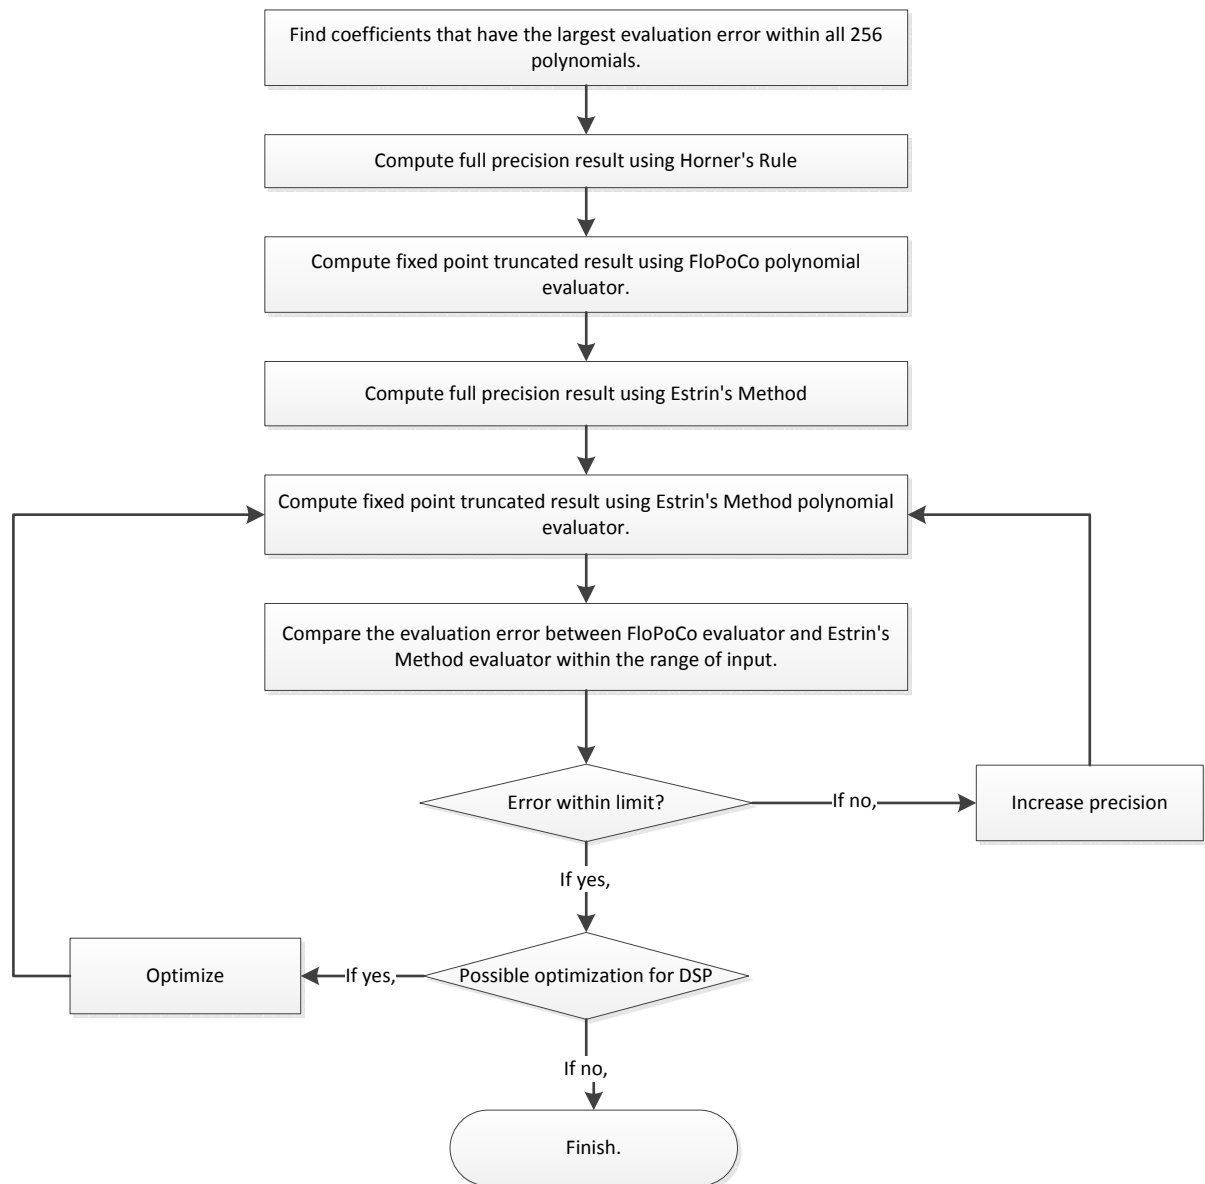 Find coefficients that have the largest evaluation error within all 256
polynomials.
Compute full precision result using Horner's Rule
Compute fixed point truncated result using FloPoCo polynomial
evaluator.
Compute full precision result using Estrin's Method
Compute fixed point truncated result using Estrin's Method polynomial
evaluator.
Compare the evaluation error between FloPoCo evaluator and Estrin's
Method evaluator within the range of input.
Error within limit?
If no,
Increase precision
If yes,
Optimize
If yes,
Possible optimization for DSP
If no,
Finish.